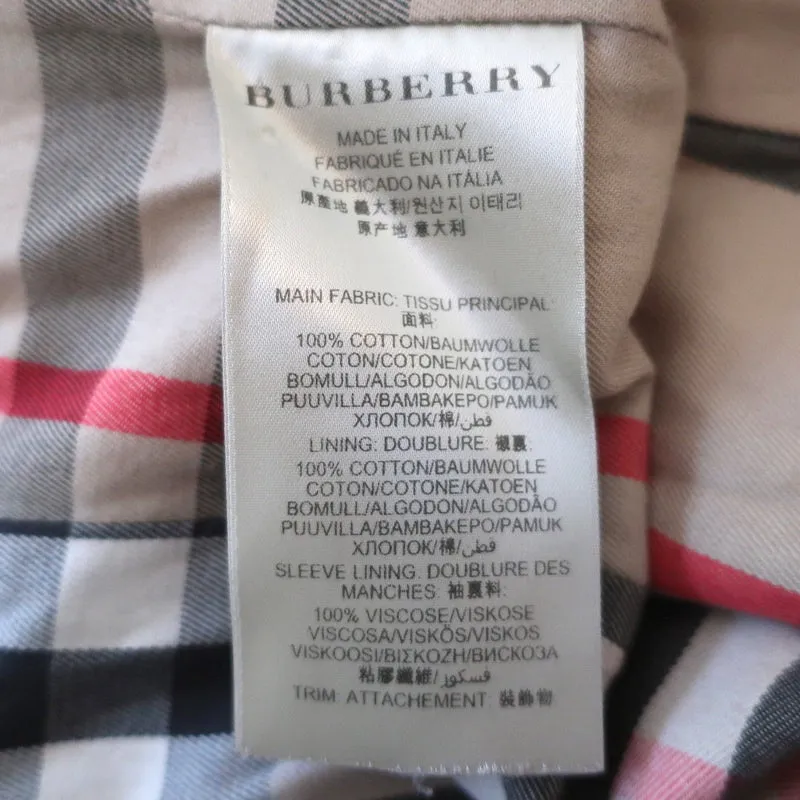 BURBERRY
MADE IN ITALY
FABRIQUÉ EN ITALIE
FABRICADO NA ITÁLIA
原產地 義大利/원산지 이태리
原产地 意大利
MAIN FABRIC: TISSU PRINCIPAL:
面料:
100% COTTON/BAUMWOLLE
COTON/COTONE/KATOEN
BOMULL/ALGODON/ALGODÃO
PUUVILLA/ΒΑΜΒΑΚΕΡΟ/PAMUK
ХЛОПОК/棉/قطن
LINING: DOUBLURE: 襯裏:
100% COTTON/BAUMWOLLE
COTON/COTONE/KATOEN
BOMULL/ALGODON/ALGODÃO
PUUVILLA/ΒΑΜΒΑΚΕΡΟ/PAMUK
ХЛОПОК/棉/قطن
SLEEVE LINING: DOUBLURE DES
MANCHES: 袖裏料:
100% VISCOSE/VISKOSE
VISCOSA/VISKÓS/VISKOS
VISKOOSI/ΒΙΣΚΟΖΗ/ВИСКОЗА
粘膠纖維/فسكوز
TRIM: ATTACHEMENT: 裝飾物